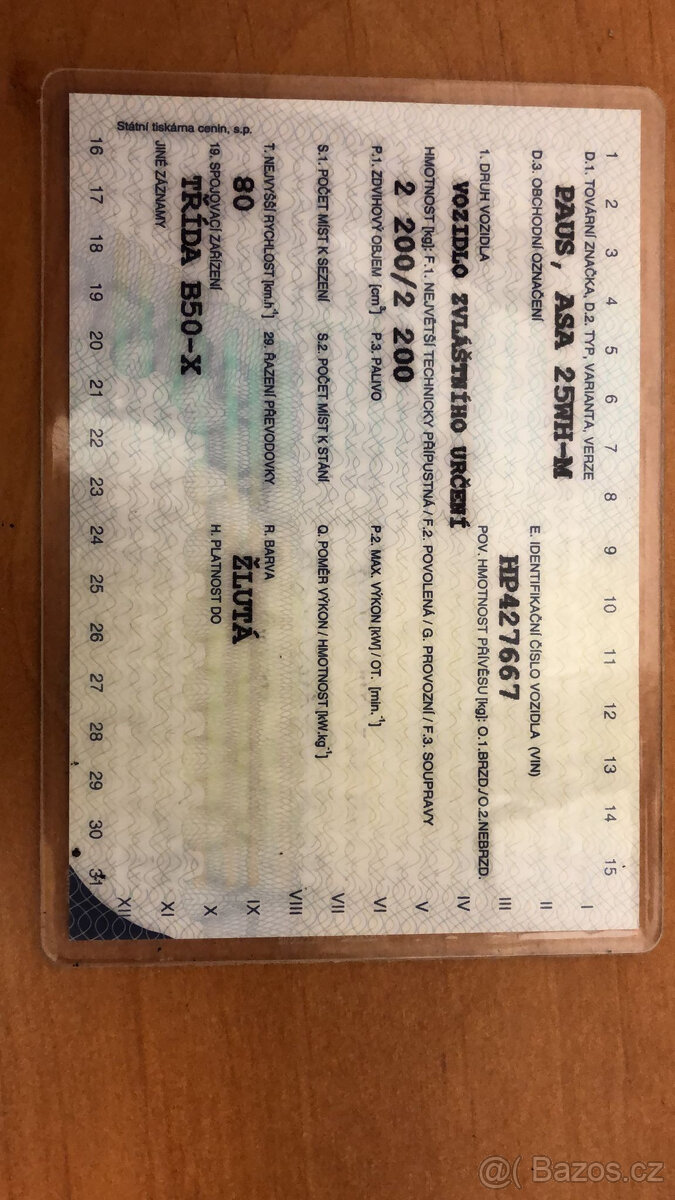 1 2 3 4 5 6 7 8 9 10 11 12 13 14 15
I II III IV V VI VII VIII IX X XI XII
D.1. TOVÁRNÍ ZNAČKA, D.2. TYP, VARIANTA, VERZE
PAUS, ASA 25WH-M
D.3. OBCHODNÍ OZNAČENÍ
E. IDENTIFIKAČNÍ ČÍSLO VOZIDLA (VIN)
HP427667
1. DRUH VOZIDLA
POV. HMOTNOST PŘÍVĚSU [kg]: O.1.BRZD./O.2.NEBRZD.
VOZIDLO ZVLÁŠTNÍHO URČENÍ
HMOTNOST [kg]: F.1. NEJVĚTŠÍ TECHNICKY PŘÍPUSTNÁ / F.2. POVOLENÁ / G. PROVOZNÍ / F.3. SOUPRAVY
2 200/2 200
P.1. ZDVIHOVÝ OBJEM [cm³] P.3. PALIVO P.2. MAX. VÝKON [kW] / OT. [min.⁻¹]
S.1. POČET MÍST K SEZENÍ S.2. POČET MÍST K STÁNÍ Q. POMĚR VÝKON / HMOTNOST [kW.kg⁻¹]
T. NEJVYŠŠÍ RYCHLOST [km.h⁻¹] 29. ŘAZENÍ PŘEVODOVKY R. BARVA
80 ŽLUTÁ
19. SPOJOVACÍ ZAŘÍZENÍ H. PLATNOST DO
TŘÍDA B50-X
JINÉ ZÁZNAMY
Státní tiskárna cenin, s.p.
16 17 18 19 20 21 22 23 24 25 26 27 28 29 30 31
@( Bazos.cz